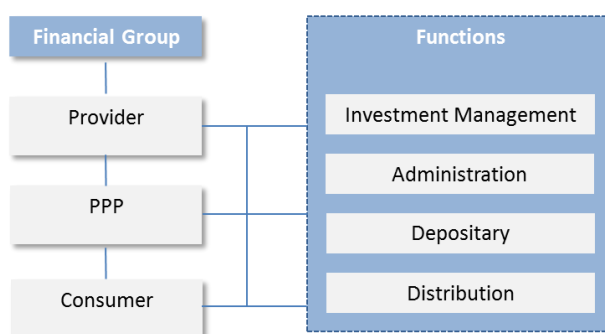 Financial Group
Provider
PPP
Consumer
Functions
Investment Management
Administration
Depositary
Distribution